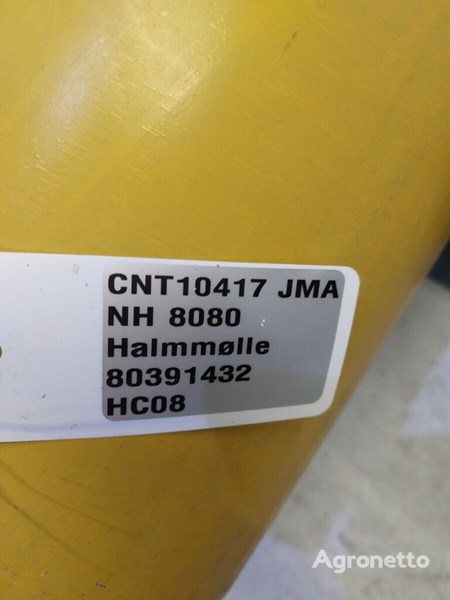 CNT10417 JMA
NH 8080
Halmmølle
80391432
HC08
Agronetto